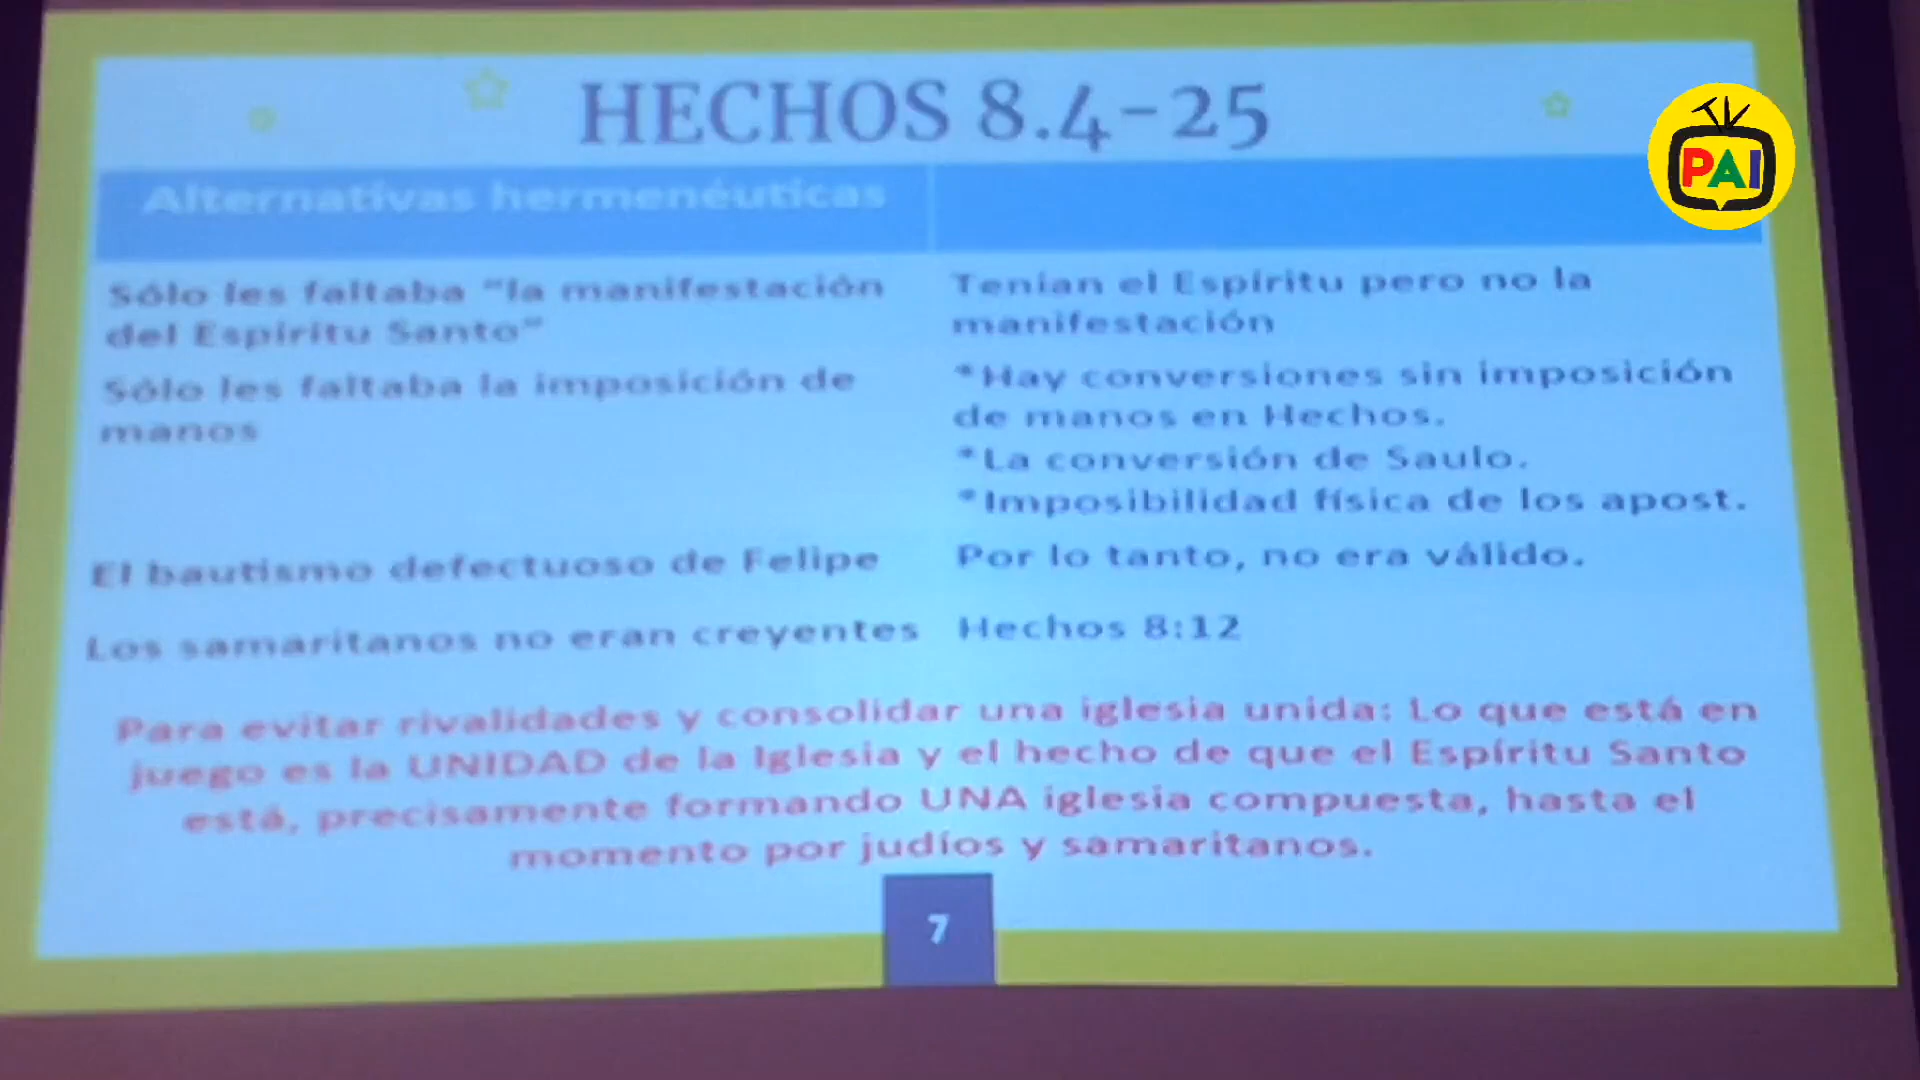 HECHOS 8.4-25
TV
PAI
Alternativas hermenéuticas
Sólo les faltaba "la manifestación
del Espíritu Santo"
Tenían el Espíritu pero no la
manifestación
Sólo les faltaba la imposición de
manos
*Hay conversiones sin imposición
de manos en Hechos.
*La conversión de Saulo.
*Imposibilidad física de los apost.
El bautismo defectuoso de Felipe
Por lo tanto, no era válido.
Los samaritanos no eran creyentes
Hechos 8:12
Para evitar rivalidades y consolidar una iglesia unida: Lo que está en
juego es la UNIDAD de la Iglesia y el hecho de que el Espíritu Santo
está, precisamente formando UNA iglesia compuesta, hasta el
momento por judíos y samaritanos.
7